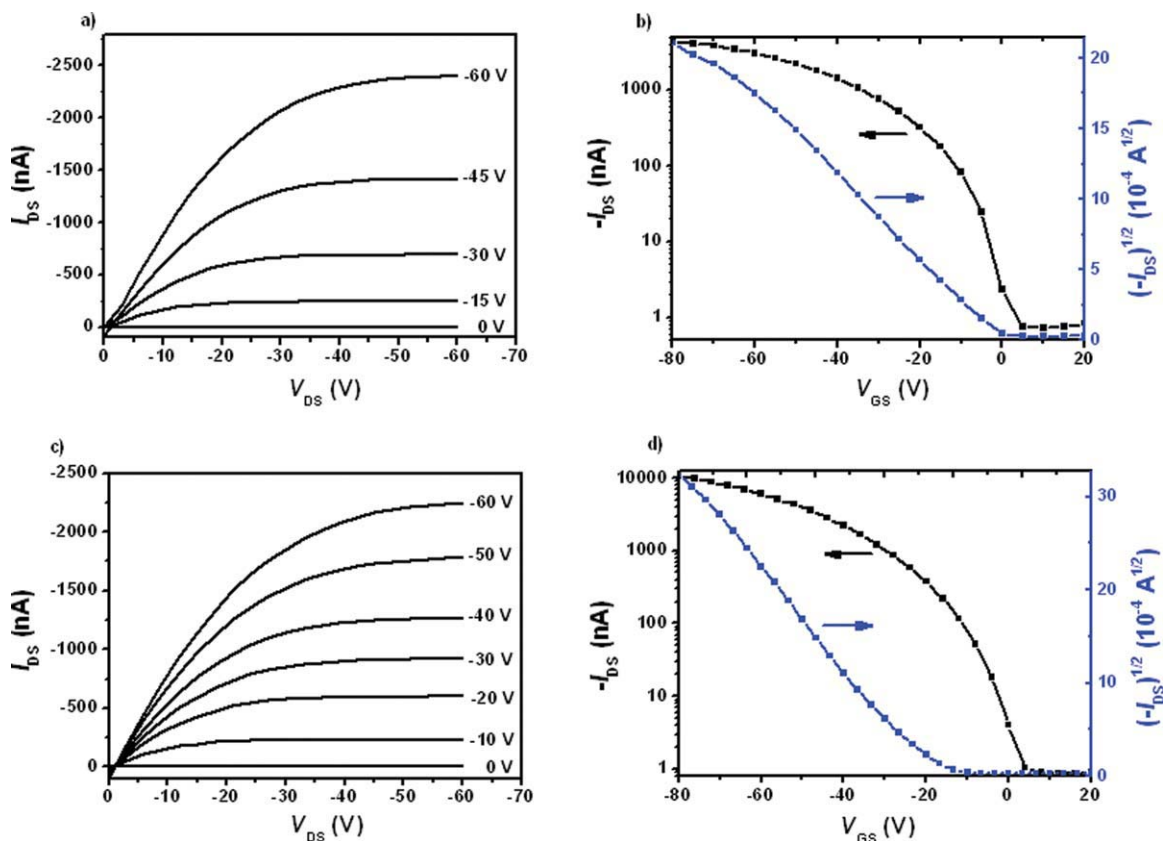 a)
-2500
-2000
-1500
-1000
-500
0
0 -10 -20 -30 -40 -50 -60 -70
I_DS (nA)
V_DS (V)
-60 V
-45 V
-30 V
-15 V
0 V
b)
1000
100
10
1
-80 -60 -40 -20 0 20
-I_DS (nA)
V_GS (V)
20
15
10
5
0
(-I_DS)^1/2 (10^-4 A^1/2)
c)
-2500
-2000
-1500
-1000
-500
0
0 -10 -20 -30 -40 -50 -60 -70
I_DS (nA)
V_DS (V)
-60 V
-50 V
-40 V
-30 V
-20 V
-10 V
0 V
d)
10000
1000
100
10
1
-80 -60 -40 -20 0 20
-I_DS (nA)
V_GS (V)
30
20
10
0
(-I_DS)^1/2 (10^-4 A^1/2)